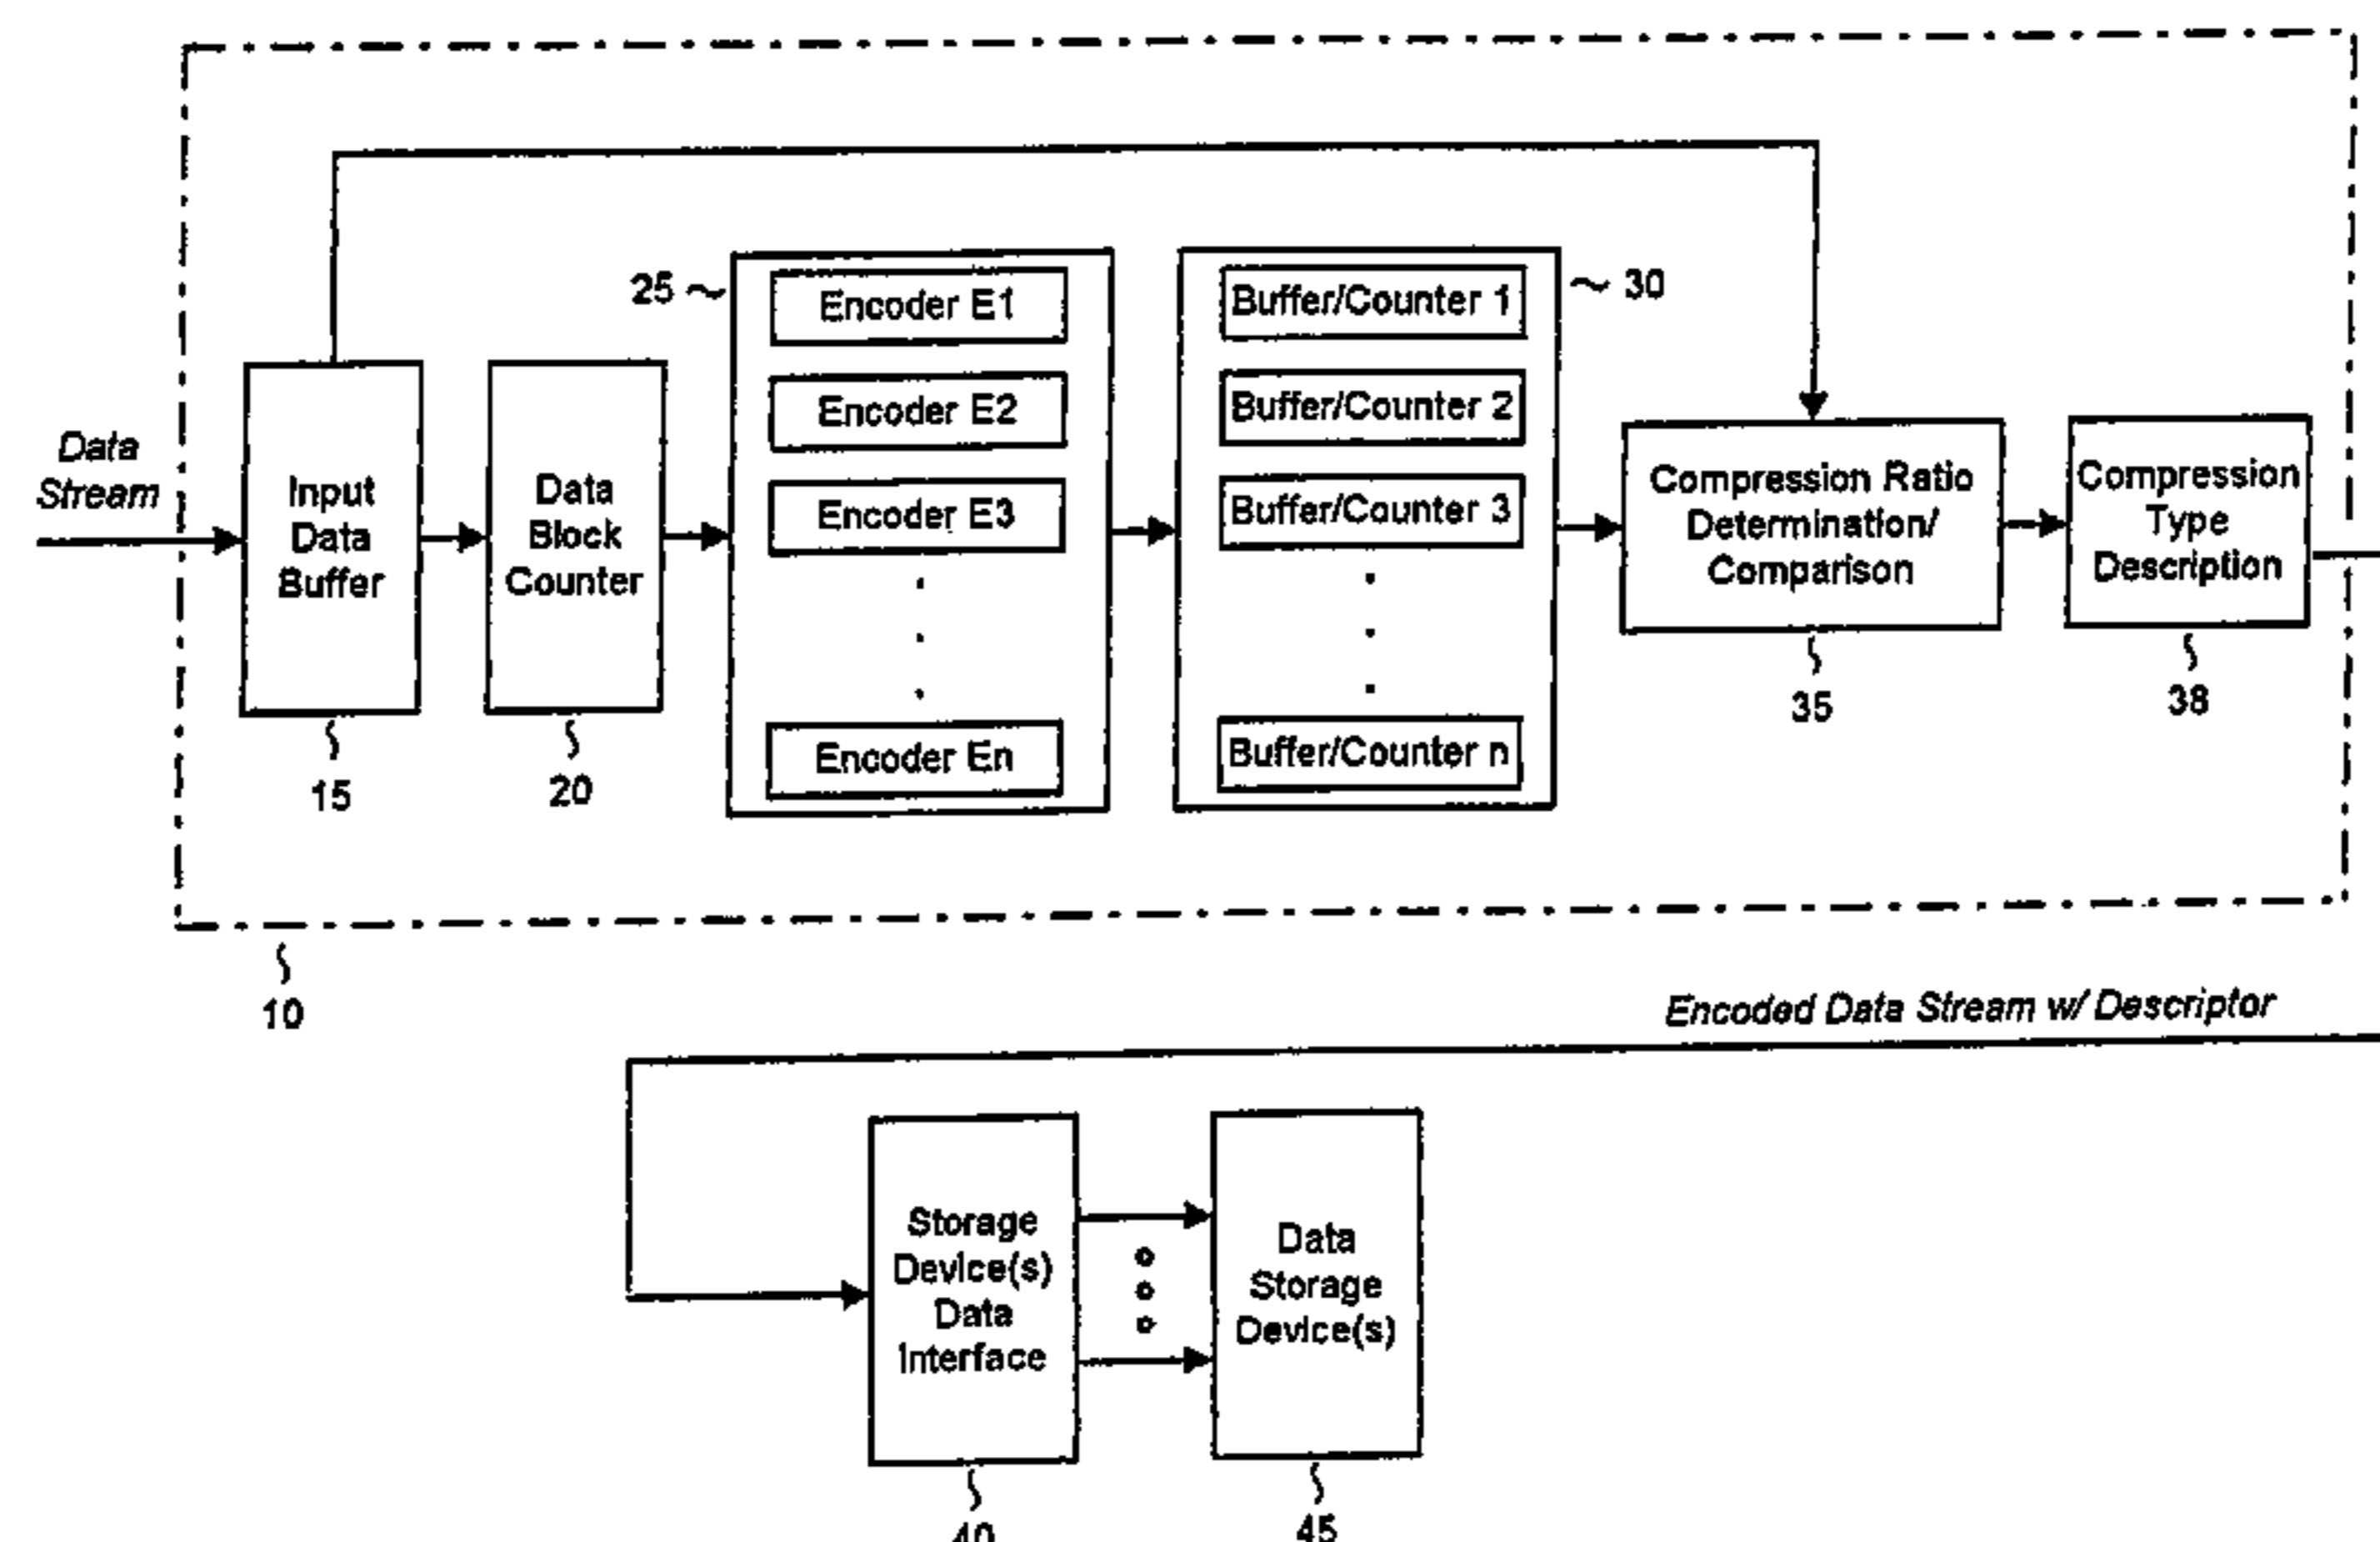 Data
Stream
Input
Data
Buffer
15
Data
Block
Counter
20
25
Encoder E1
Encoder E2
Encoder E3
Encoder En
30
Buffer/Counter 1
Buffer/Counter 2
Buffer/Counter 3
Buffer/Counter n
Compression Ratio
Determination/
Comparison
35
Compression
Type
Description
38
10
Encoded Data Stream w/ Descriptor
Storage
Device(s)
Data
Interface
40
Data
Storage
Device(s)
45